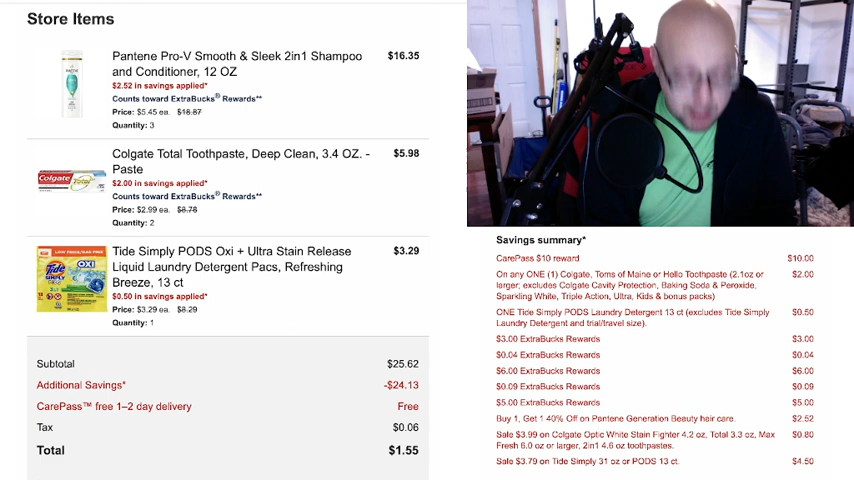 Store Items
Pantene Pro-V Smooth & Sleek 2in1 Shampoo
and Conditioner, 12 OZ
$16.35
$2.52 in savings applied*
Counts toward ExtraBucks® Rewards**
Price: $5.45 ea. $18.87
Quantity: 3
Colgate Total Toothpaste, Deep Clean, 3.4 OZ. -
Paste
$5.98
$2.00 in savings applied*
Counts toward ExtraBucks® Rewards**
Price: $2.99 ea. $8.78
Quantity: 2
Tide Simply PODS Oxi + Ultra Stain Release
Liquid Laundry Detergent Pacs, Refreshing
Breeze, 13 ct
$3.29
$0.50 in savings applied*
Price: $3.29 ea. $8.29
Quantity: 1
Colgate Total
Tide
SIMPLY
OXI
Subtotal $25.62
Additional Savings* -$24.13
CarePass™ free 1–2 day delivery Free
Tax $0.06
Total $1.55
Savings summary*
CarePass $10 reward $10.00
On any ONE (1) Colgate, Toms of Maine or Hello Toothpaste (2.1oz or $2.00
larger, excludes Colgate Cavity Protection, Baking Soda & Peroxide,
Sparkling White, Triple Action, Ultra, Kids & bonus packs)
ONE Tide Simply PODS Laundry Detergent 13 ct (excludes Tide Simply $0.50
Laundry Detergent and trial/travel size).
$3.00 ExtraBucks Rewards $3.00
$0.04 ExtraBucks Rewards $0.04
$6.00 ExtraBucks Rewards $6.00
$0.09 ExtraBucks Rewards $0.09
$5.00 ExtraBucks Rewards $5.00
Buy 1, Get 1 40% Off on Pantene Generation Beauty hair care. $2.52
Sale $3.99 on Colgate Optic White Stain Fighter 4.2 oz, Total 3.3 oz, Max $0.80
Fresh 6.0 oz or larger, 2in1 4.6 oz toothpastes.
Sale $3.79 on Tide Simply 31 oz or PODS 13 ct. $4.50